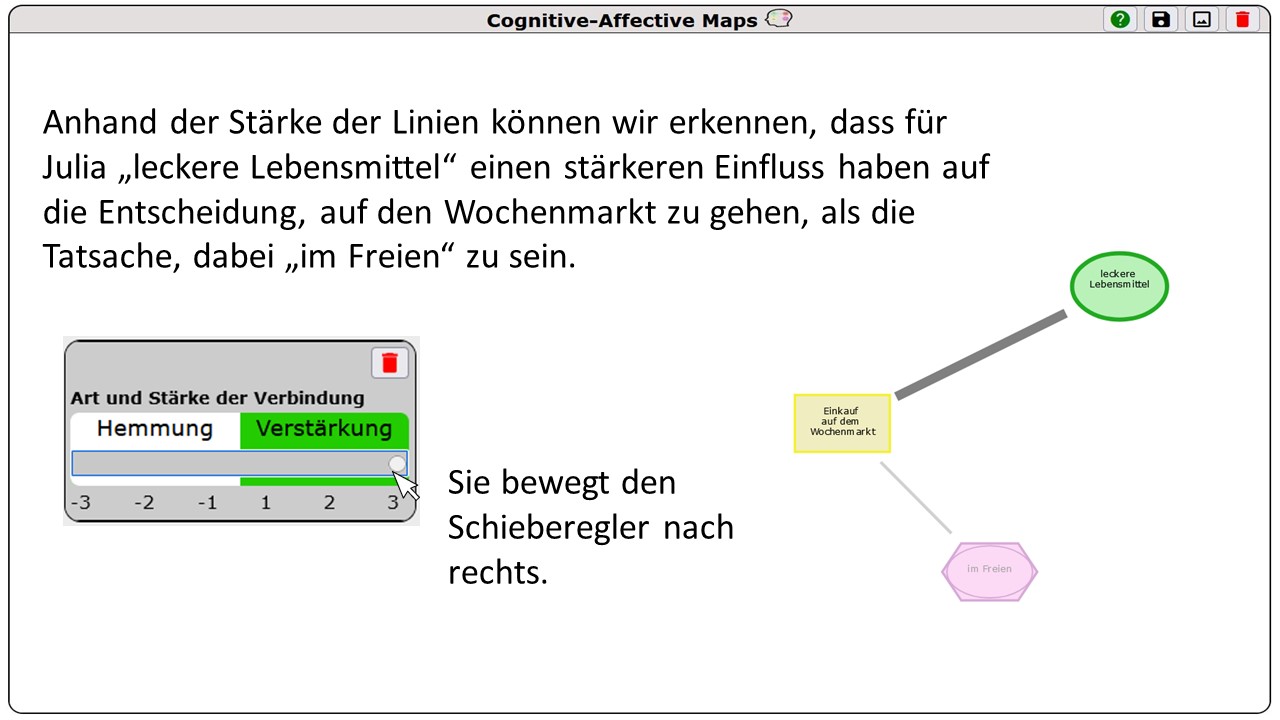 Cognitive-Affective Maps
Anhand der Stärke der Linien können wir erkennen, dass für
Julia „leckere Lebensmittel“ einen stärkeren Einfluss haben auf
die Entscheidung, auf den Wochenmarkt zu gehen, als die
Tatsache, dabei „im Freien“ zu sein.
leckere
Lebensmittel
Art und Stärke der Verbindung
Hemmung Verstärkung
-3 -2 -1 1 2 3
Einkauf
auf dem
Wochenmarkt
Sie bewegt den
Schieberegler nach
rechts.
im Freien